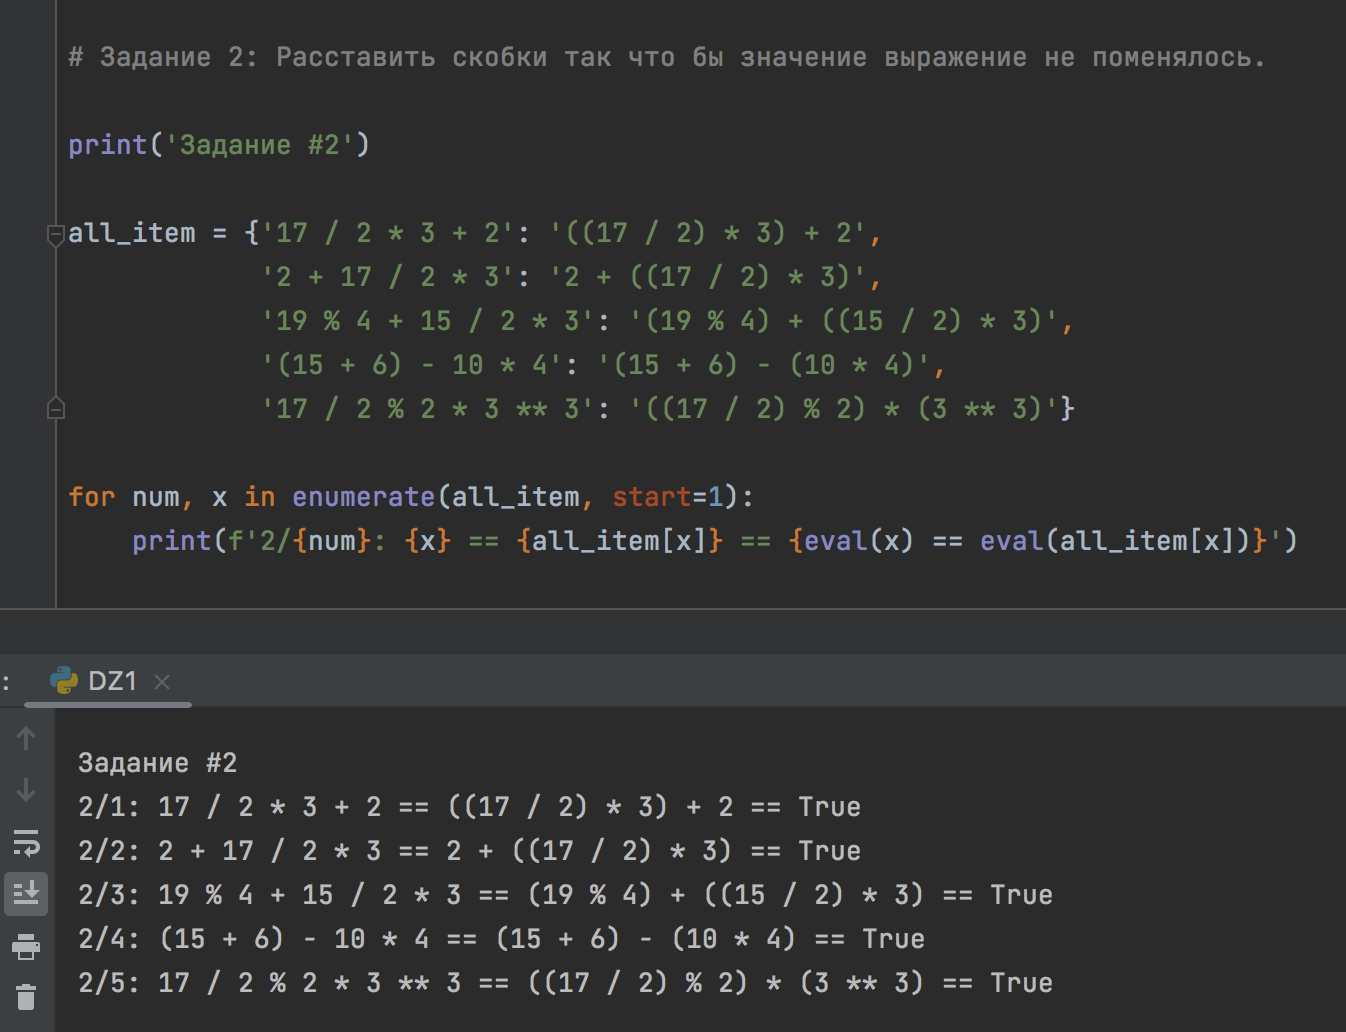 # Задание 2: Расставить скобки так что бы значение выражение не поменялось.
print('Задание #2')
all_item = {'17 / 2 * 3 + 2': '((17 / 2) * 3) + 2',
'2 + 17 / 2 * 3': '2 + ((17 / 2) * 3)',
'19 % 4 + 15 / 2 * 3': '(19 % 4) + ((15 / 2) * 3)',
'(15 + 6) - 10 * 4': '(15 + 6) - (10 * 4)',
'17 / 2 % 2 * 3 ** 3': '((17 / 2) % 2) * (3 ** 3)'}
for num, x in enumerate(all_item, start=1):
print(f'2/{num}: {x} == {all_item[x]} == {eval(x) == eval(all_item[x])}')
: DZ1
Задание #2
2/1: 17 / 2 * 3 + 2 == ((17 / 2) * 3) + 2 == True
2/2: 2 + 17 / 2 * 3 == 2 + ((17 / 2) * 3) == True
2/3: 19 % 4 + 15 / 2 * 3 == (19 % 4) + ((15 / 2) * 3) == True
2/4: (15 + 6) - 10 * 4 == (15 + 6) - (10 * 4) == True
2/5: 17 / 2 % 2 * 3 ** 3 == ((17 / 2) % 2) * (3 ** 3) == True